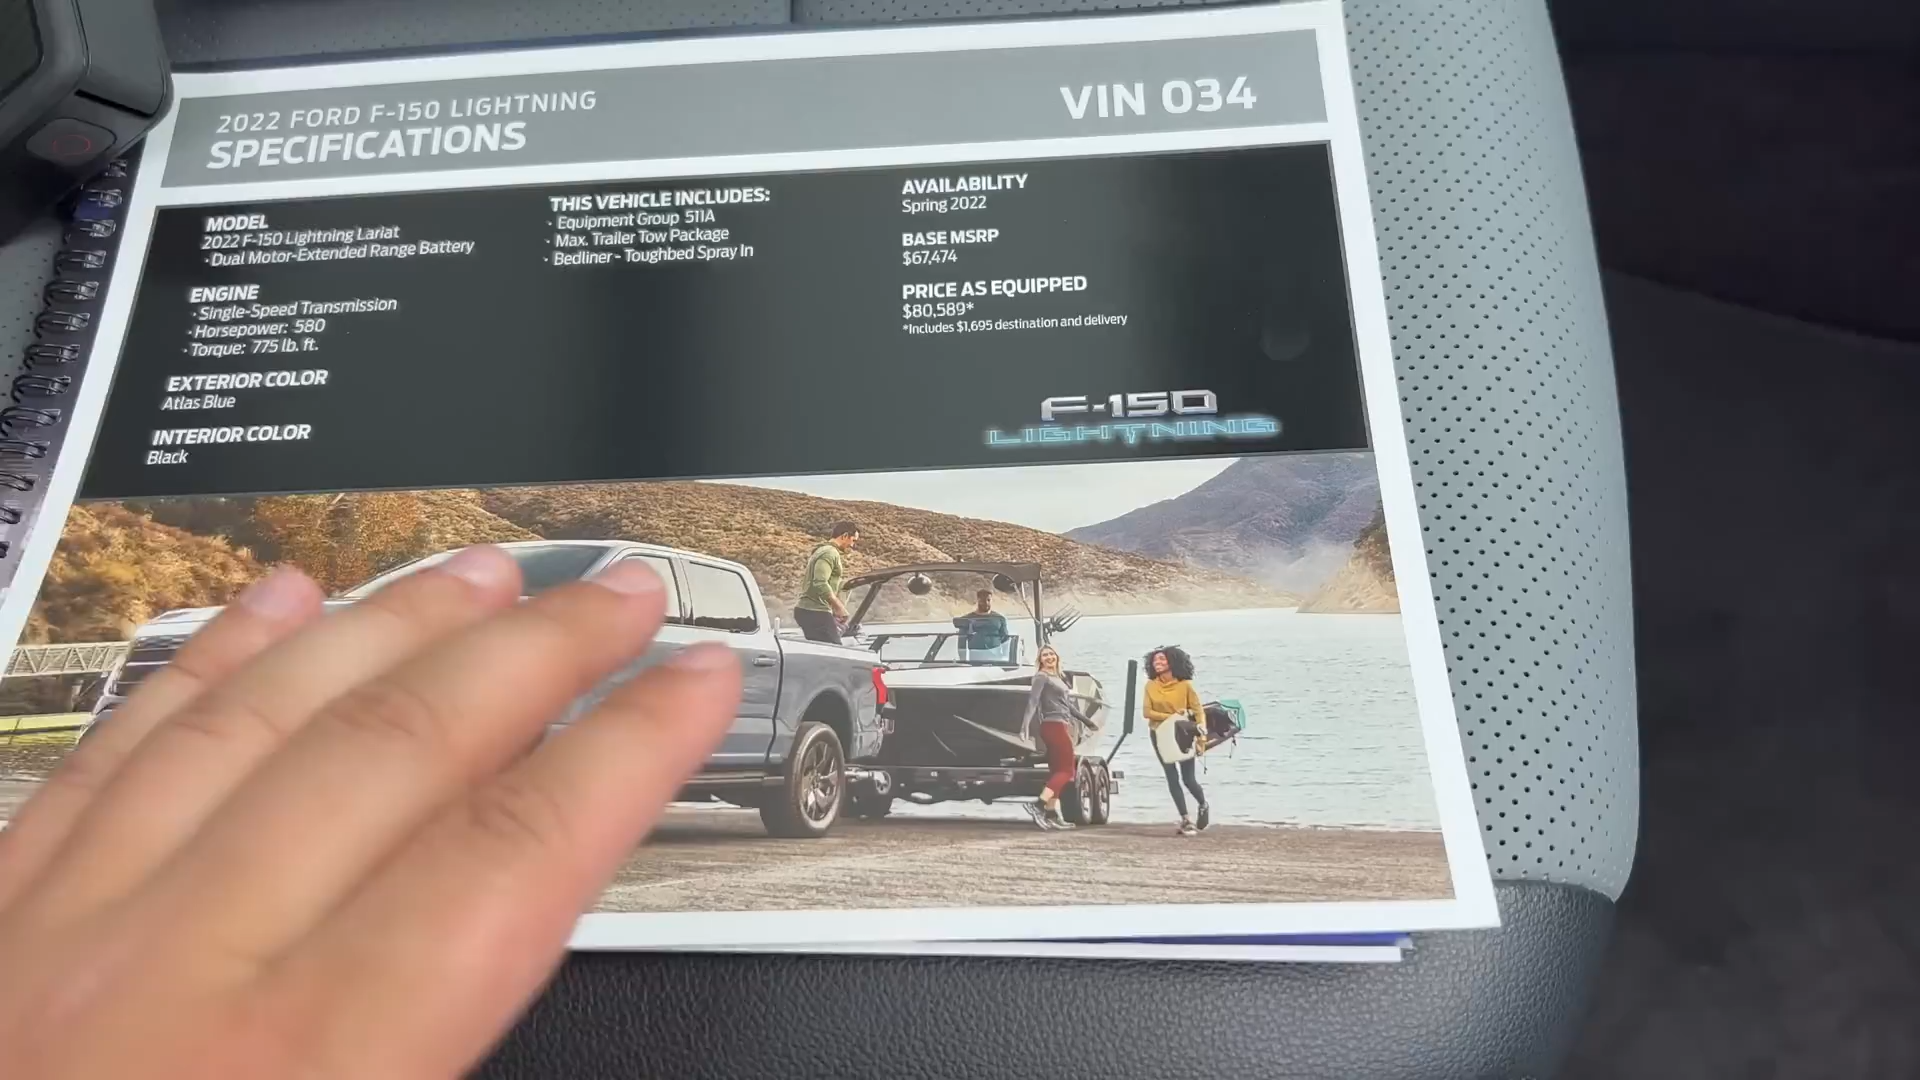 2022 FORD F-150 LIGHTNING
SPECIFICATIONS
VIN 034
MODEL
2022 F-150 Lightning Lariat
· Dual Motor-Extended Range Battery
ENGINE
· Single-Speed Transmission
· Horsepower: 580
· Torque: 775 lb. ft.
EXTERIOR COLOR
Atlas Blue
INTERIOR COLOR
Black
THIS VEHICLE INCLUDES:
· Equipment Group 511A
· Max. Trailer Tow Package
· Bedliner - Toughbed Spray In
AVAILABILITY
Spring 2022
BASE MSRP
$67,474
PRICE AS EQUIPPED
$80,589*
*Includes $1,695 destination and delivery
F-150
LIGHTNING